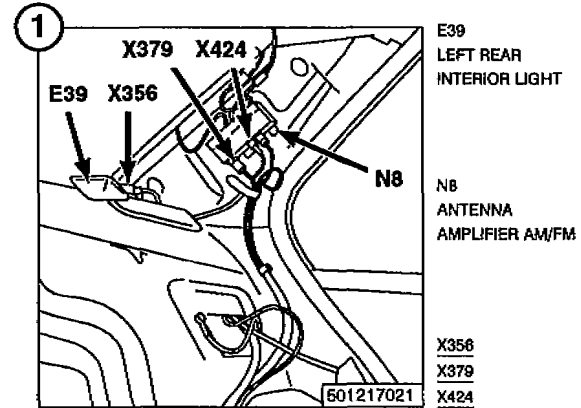 1
X379 X424
E39 X356
N8
501217021
E39
LEFT REAR
INTERIOR LIGHT
N8
ANTENNA
AMPLIFIER AM/FM
X356
X379
X424